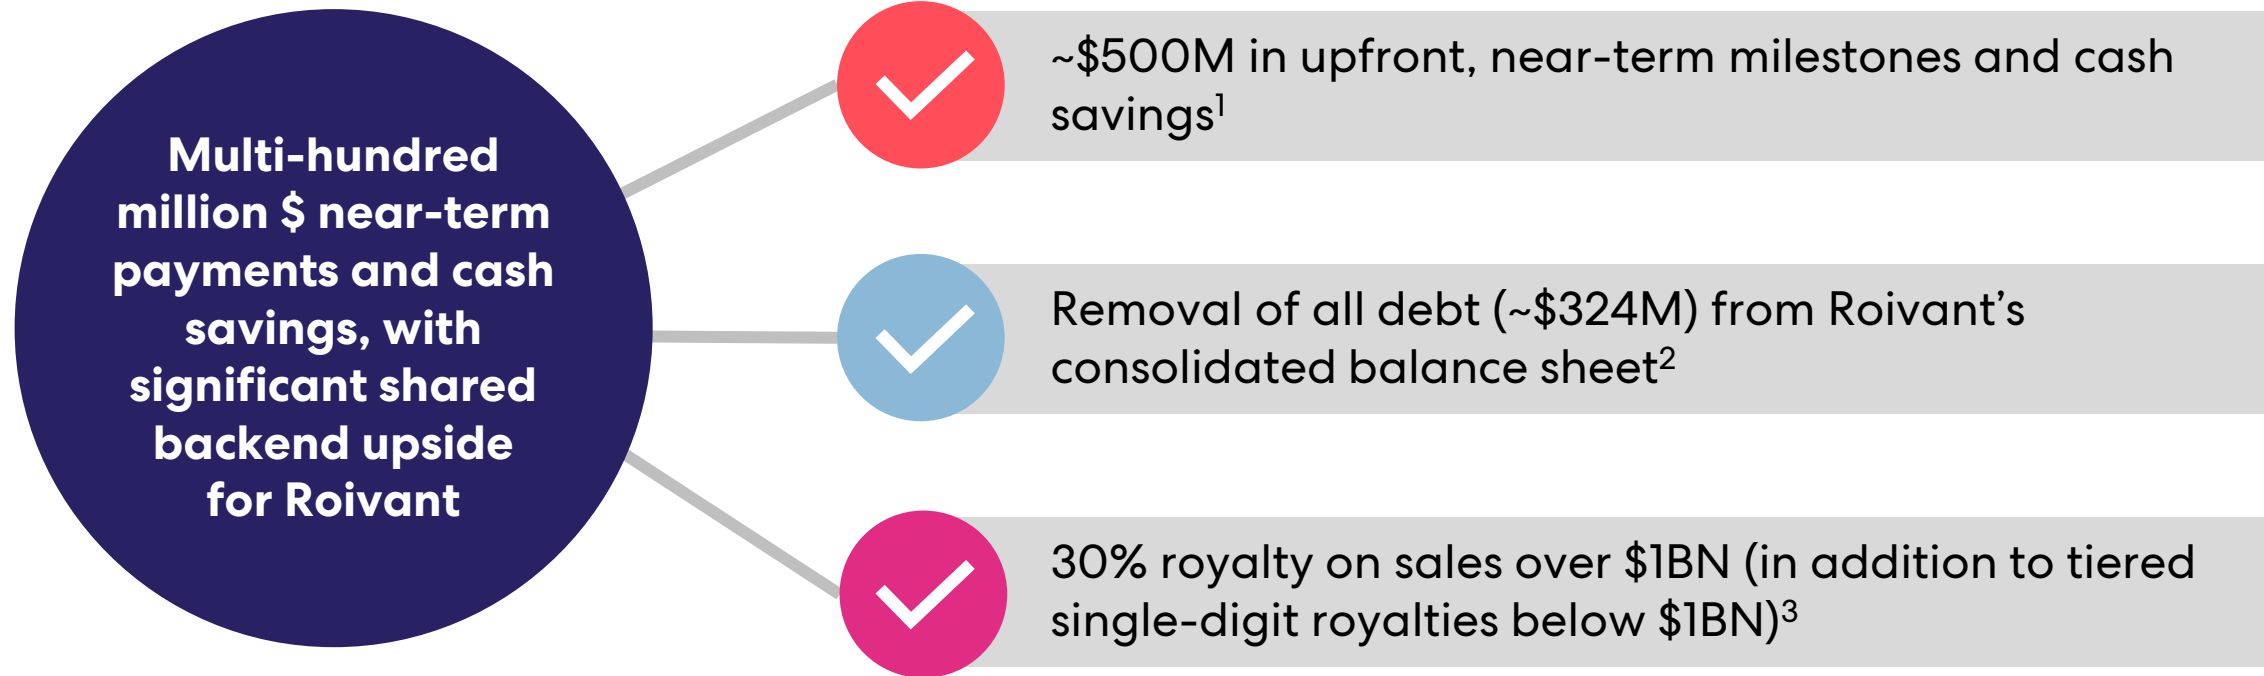 Multi-hundred
million $ near-term
payments and cash
savings, with
significant shared
backend upside
for Roivant
~$500M in upfront, near-term milestones and cash
savings¹
Removal of all debt (~$324M) from Roivant’s
consolidated balance sheet²
30% royalty on sales over $1BN (in addition to tiered
single-digit royalties below $1BN)³